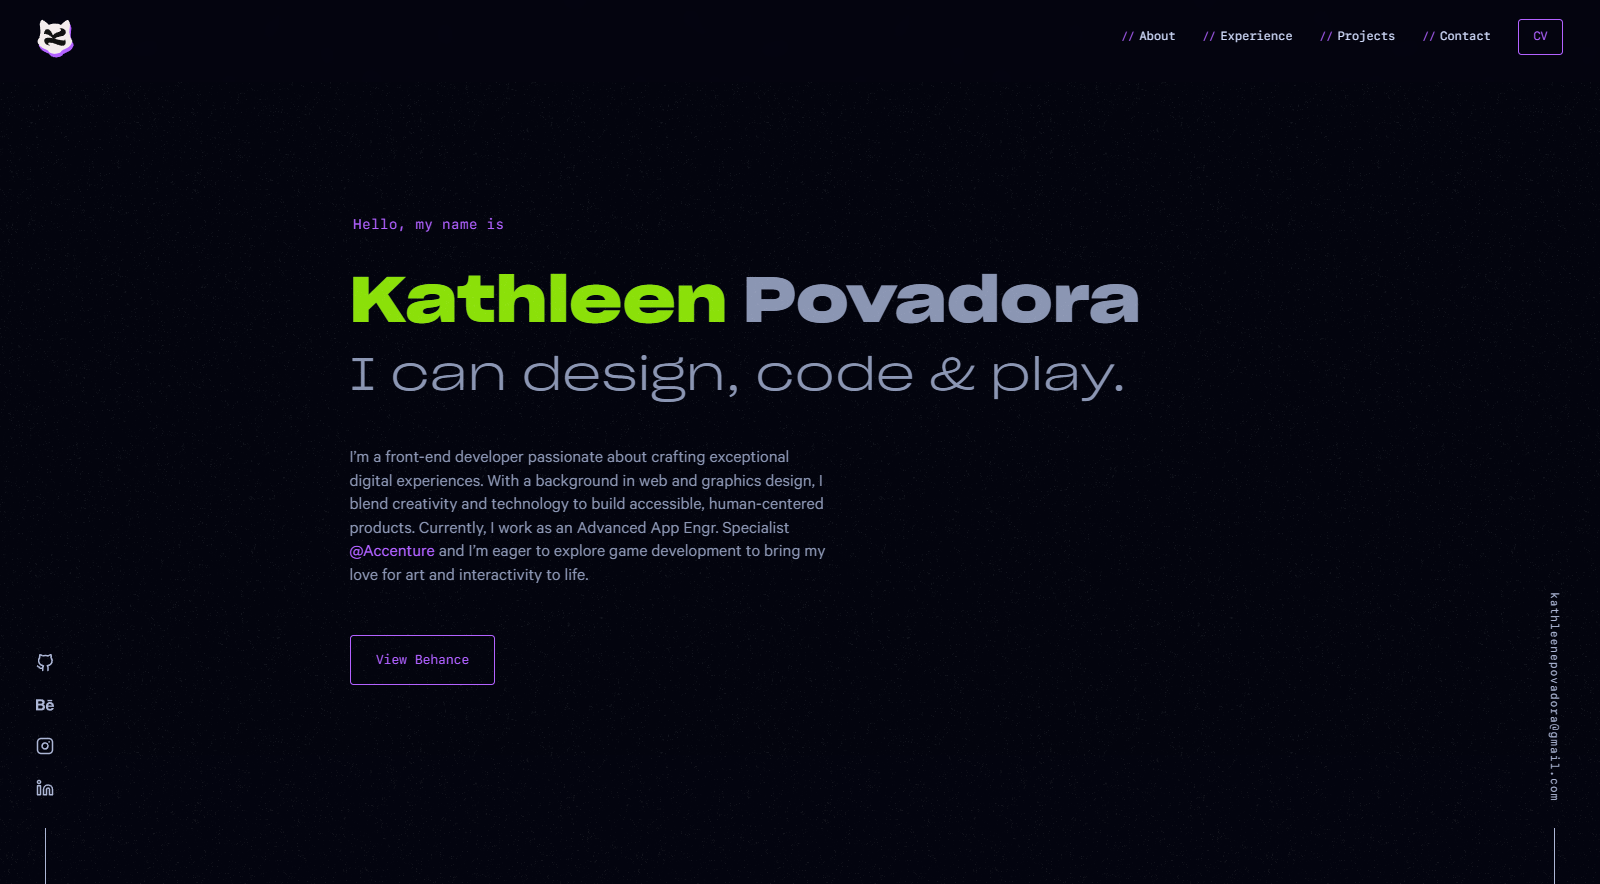 // About
// Experience
// Projects
// Contact
CV
Hello, my name is
Kathleen Povadora
I can design, code & play.
I'm a front-end developer passionate about crafting exceptional
digital experiences. With a background in web and graphics design, I
blend creativity and technology to build accessible, human-centered
products. Currently, I work as an Advanced App Engr. Specialist
@Accenture and I'm eager to explore game development to bring my
love for art and interactivity to life.
View Behance
Bē
in
kathleenepovadora@gmail.com